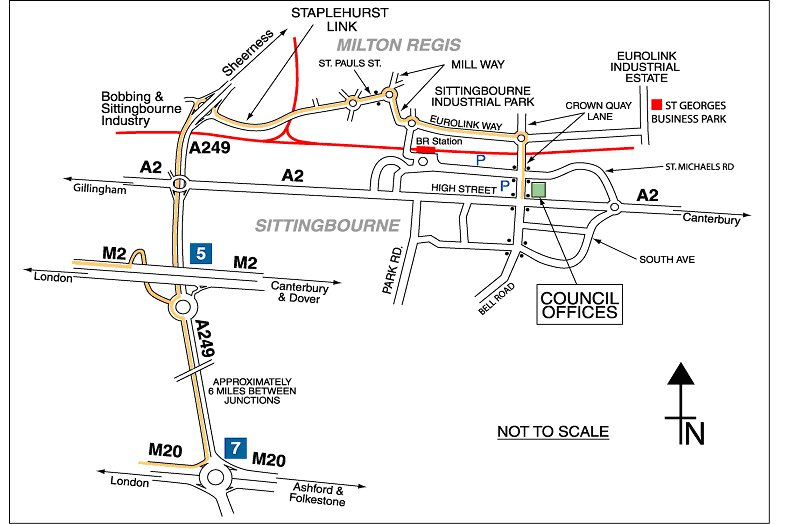 STAPLEHURST
LINK
MILTON REGIS
Sheerness
ST. PAULS ST.
MILL WAY
EUROLINK
INDUSTRIAL
ESTATE
SITTINGBOURNE
INDUSTRIAL PARK
Bobbing &
Sittingbourne
Industry
CROWN QUAY
LANE
ST GEORGES
BUSINESS PARK
EUROLINK WAY
A249
BR Station
P
ST. MICHAELS RD
A2
A2
Gillingham
HIGH STREET
P
A2
Canterbury
SITTINGBOURNE
5
M2
M2
SOUTH AVE
London
Canterbury
& Dover
PARK RD.
BELL ROAD
COUNCIL
OFFICES
A249
APPROXIMATELY
6 MILES BETWEEN
JUNCTIONS
N
NOT TO SCALE
7
M20
M20
London
Ashford &
Folkestone